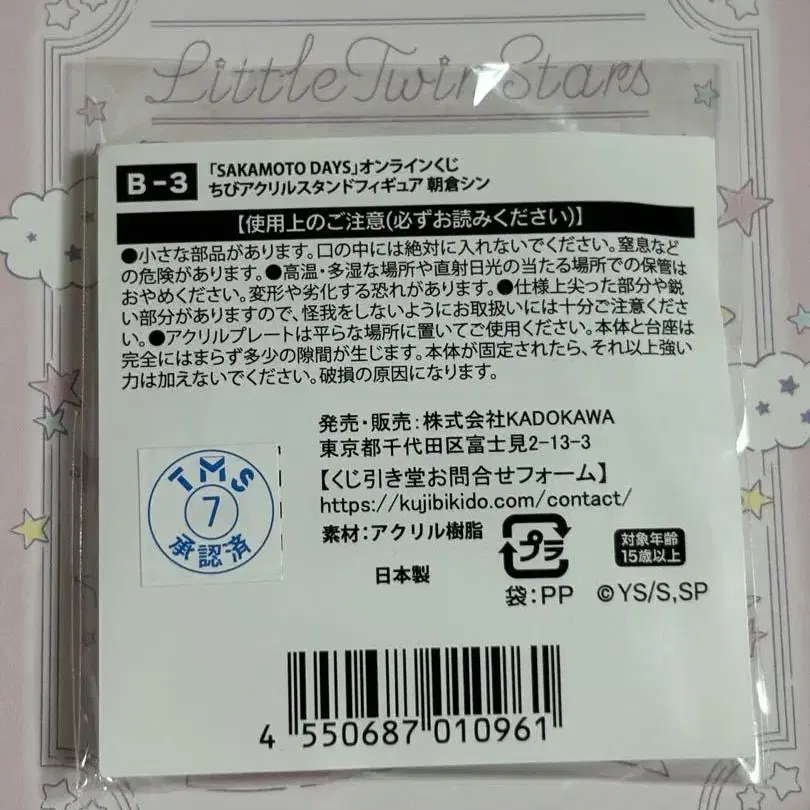 Little Twin Stars
B-3
「SAKAMOTO DAYS」オンラインくじ
ちびアクリルスタンドフィギュア 朝倉シン
【使用上のご注意(必ずお読みください)】
●小さな部品があります。口の中には絶対に入れないでください。窒息など
の危険があります。●高温・多湿な場所や直射日光の当たる場所での保管は
おやめください。変形や劣化する恐れがあります。●仕様上尖った部分や鋭
い部分がありますので、怪我をしないようにお取扱いには十分ご注意くださ
い。●アクリルプレートは平らな場所に置いてご使用ください。本体と台座は
完全にはまらず多少の隙間が生じます。本体が固定されたら、それ以上強い
力は加えないでください。破損の原因になります。
発売・販売:株式会社KADOKAWA
東京都千代田区富士見2-13-3
【くじ引き堂お問合せフォーム】
https://kujibikido.com/contact/
素材:アクリル樹脂
日本製
TMS
7
承認済
プラ
袋:PP
対象年齢
15歳以上
©YS/S,SP
4 550687 010961